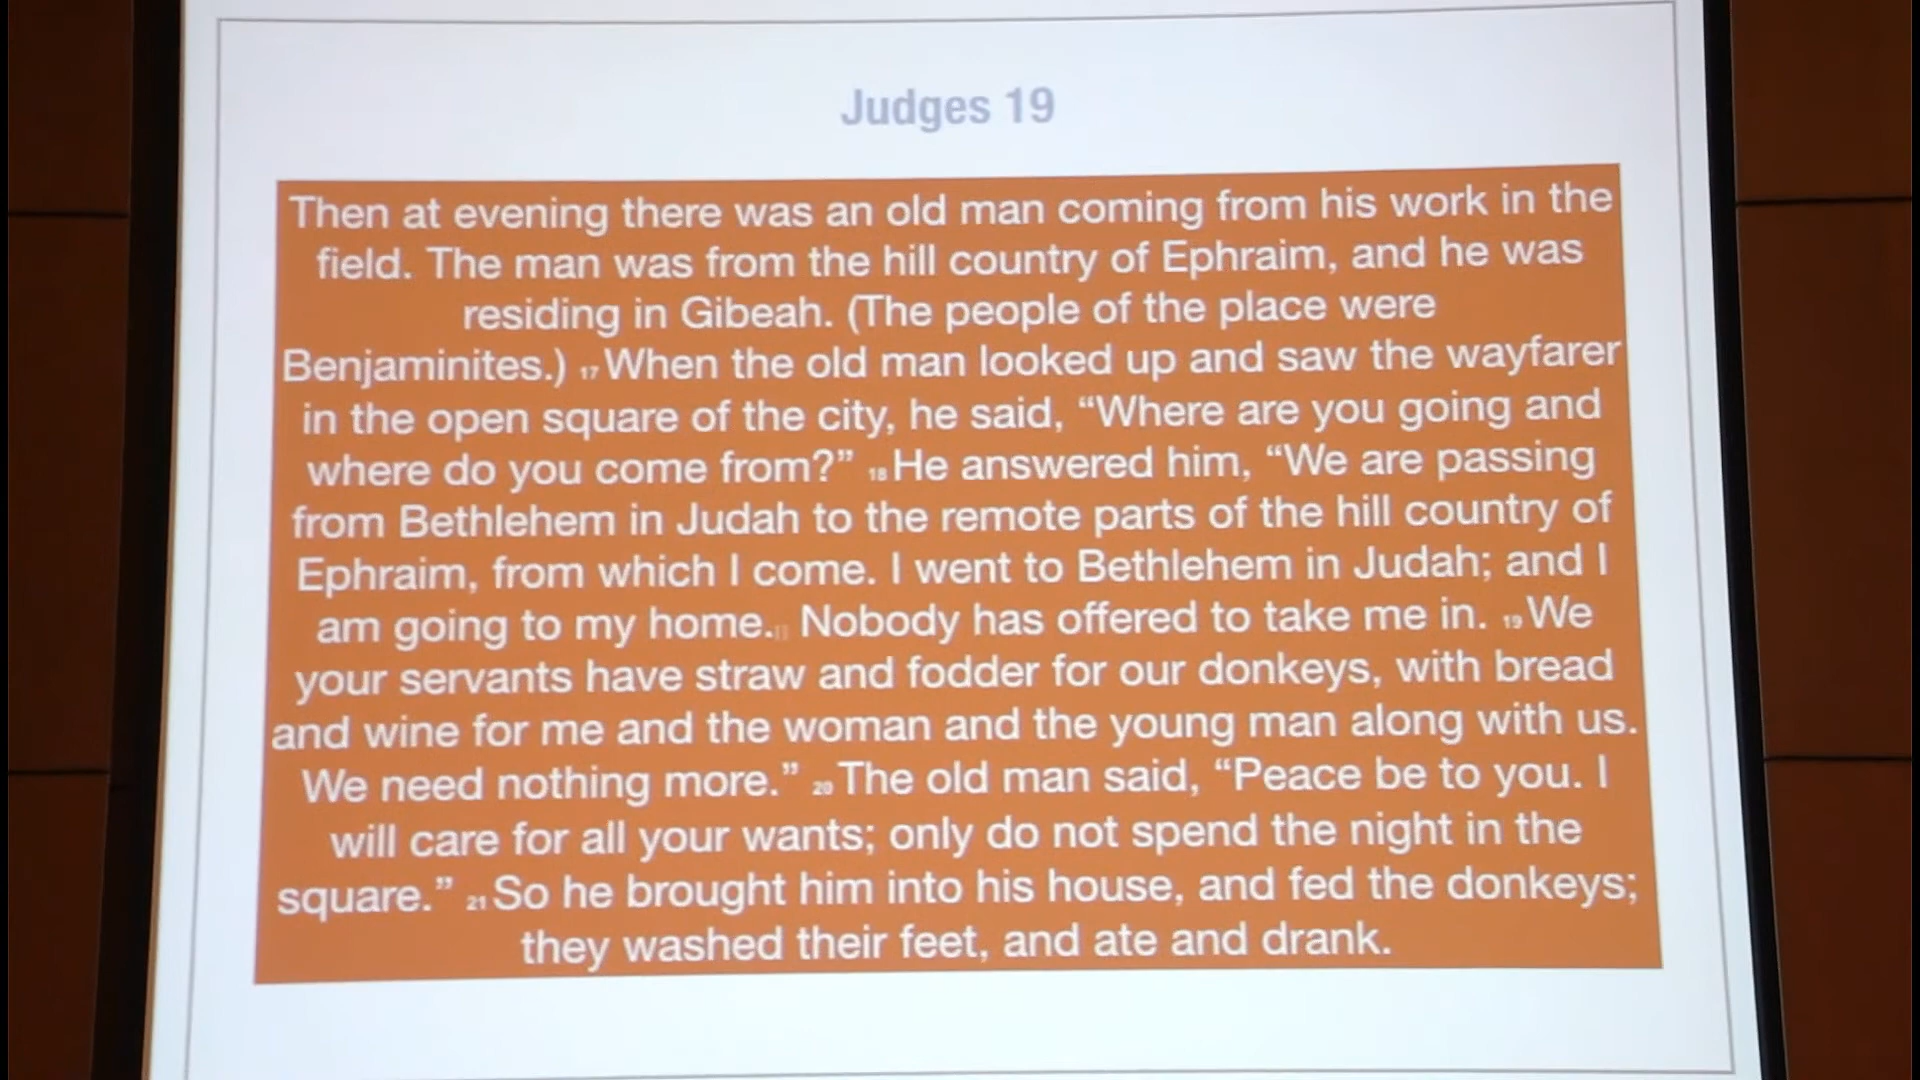 Judges 19
Then at evening there was an old man coming from his work in the
field. The man was from the hill country of Ephraim, and he was
residing in Gibeah. (The people of the place were
Benjaminites.) 17 When the old man looked up and saw the wayfarer
in the open square of the city, he said, “Where are you going and
where do you come from?” 18 He answered him, “We are passing
from Bethlehem in Judah to the remote parts of the hill country of
Ephraim, from which I come. I went to Bethlehem in Judah; and I
am going to my home. Nobody has offered to take me in. 19 We
your servants have straw and fodder for our donkeys, with bread
and wine for me and the woman and the young man along with us.
We need nothing more.” 20 The old man said, “Peace be to you. I
will care for all your wants; only do not spend the night in the
square.” 21 So he brought him into his house, and fed the donkeys;
they washed their feet, and ate and drank.